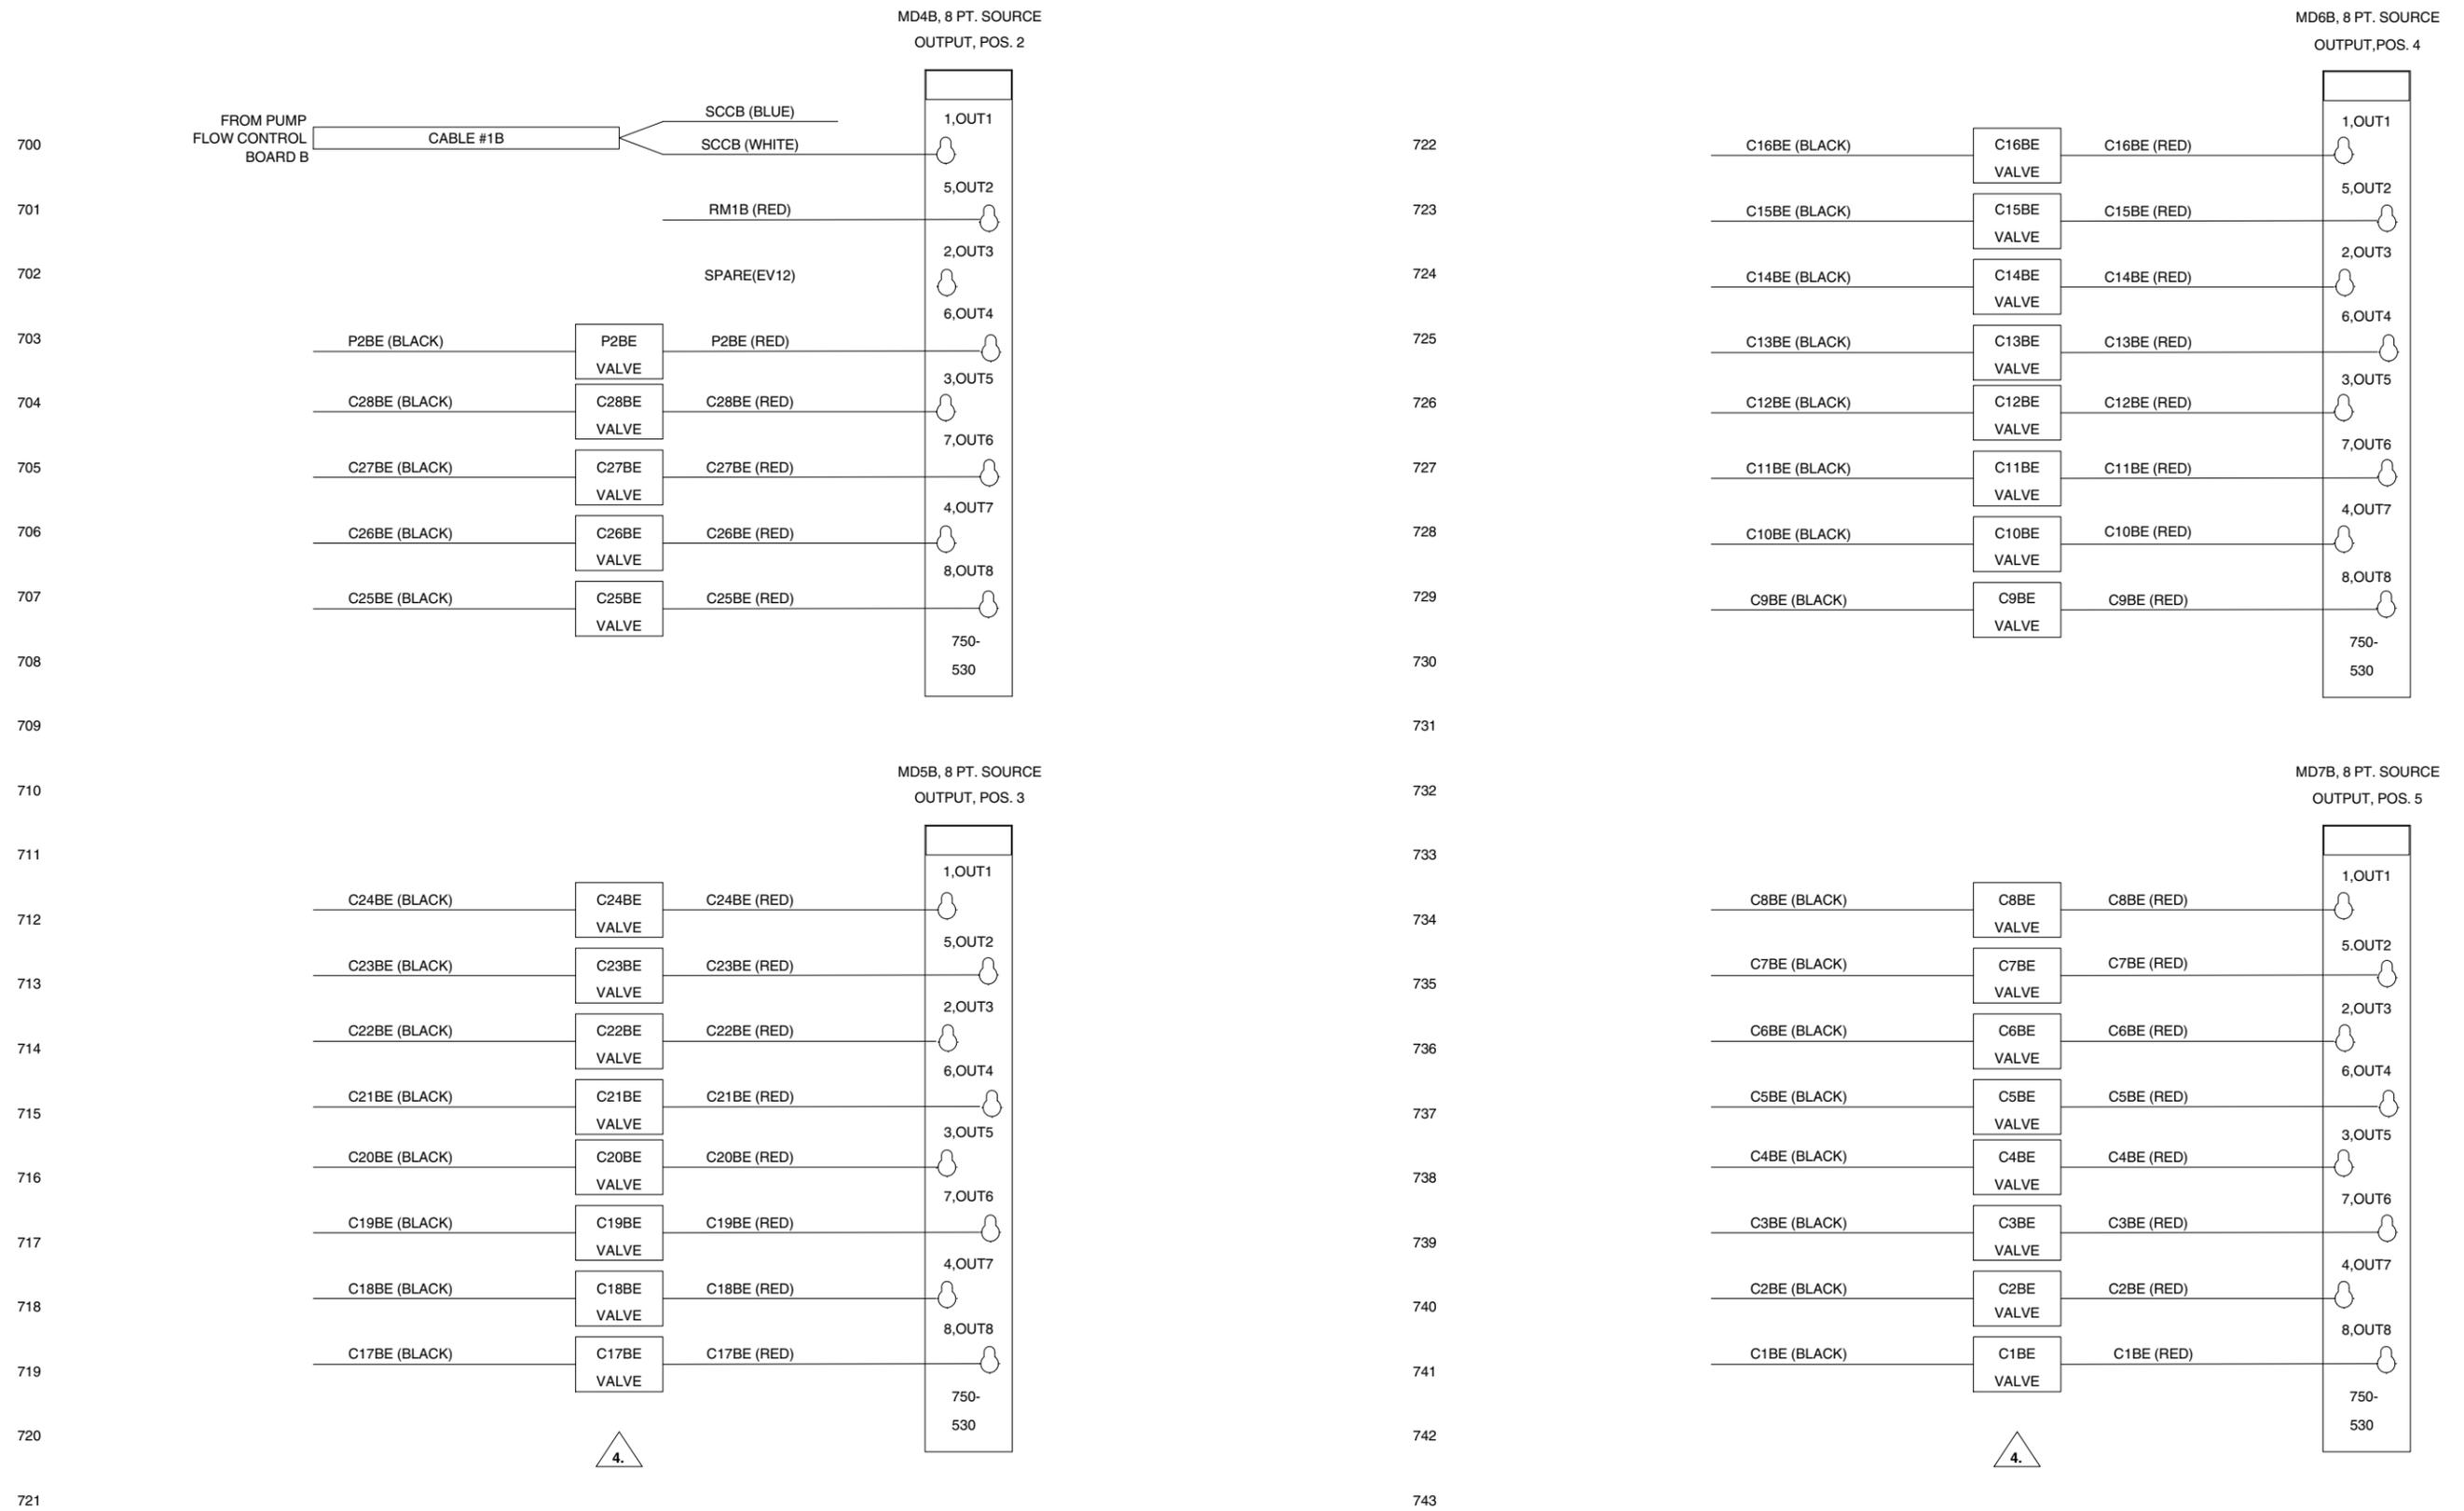 MD4B, 8 PT. SOURCE
OUTPUT, POS. 2
FROM PUMP
FLOW CONTROL
BOARD B
CABLE #1B
SCCB (BLUE)
SCCB (WHITE)
1,OUT1
700
5,OUT2
701
RM1B (RED)
2,OUT3
702
SPARE(EV12)
6,OUT4
703
P2BE (BLACK)
P2BE
VALVE
P2BE (RED)
3,OUT5
704
C28BE (BLACK)
C28BE
VALVE
C28BE (RED)
7,OUT6
705
C27BE (BLACK)
C27BE
VALVE
C27BE (RED)
4,OUT7
706
C26BE (BLACK)
C26BE
VALVE
C26BE (RED)
8,OUT8
707
C25BE (BLACK)
C25BE
VALVE
C25BE (RED)
750-
530
708
709
710
MD5B, 8 PT. SOURCE
OUTPUT, POS. 3
711
1,OUT1
712
C24BE (BLACK)
C24BE
VALVE
C24BE (RED)
5,OUT2
713
C23BE (BLACK)
C23BE
VALVE
C23BE (RED)
2,OUT3
714
C22BE (BLACK)
C22BE
VALVE
C22BE (RED)
6,OUT4
715
C21BE (BLACK)
C21BE
VALVE
C21BE (RED)
3,OUT5
716
C20BE (BLACK)
C20BE
VALVE
C20BE (RED)
7,OUT6
717
C19BE (BLACK)
C19BE
VALVE
C19BE (RED)
4,OUT7
718
C18BE (BLACK)
C18BE
VALVE
C18BE (RED)
8,OUT8
719
C17BE (BLACK)
C17BE
VALVE
C17BE (RED)
750-
530
720
4.
721
MD6B, 8 PT. SOURCE
OUTPUT,POS. 4
1,OUT1
722
C16BE (BLACK)
C16BE
VALVE
C16BE (RED)
5,OUT2
723
C15BE (BLACK)
C15BE
VALVE
C15BE (RED)
2,OUT3
724
C14BE (BLACK)
C14BE
VALVE
C14BE (RED)
6,OUT4
725
C13BE (BLACK)
C13BE
VALVE
C13BE (RED)
3,OUT5
726
C12BE (BLACK)
C12BE
VALVE
C12BE (RED)
7,OUT6
727
C11BE (BLACK)
C11BE
VALVE
C11BE (RED)
4,OUT7
728
C10BE (BLACK)
C10BE
VALVE
C10BE (RED)
8,OUT8
729
C9BE (BLACK)
C9BE
VALVE
C9BE (RED)
750-
530
730
731
732
MD7B, 8 PT. SOURCE
OUTPUT, POS. 5
733
1,OUT1
734
C8BE (BLACK)
C8BE
VALVE
C8BE (RED)
5.OUT2
735
C7BE (BLACK)
C7BE
VALVE
C7BE (RED)
2,OUT3
736
C6BE (BLACK)
C6BE
VALVE
C6BE (RED)
6,OUT4
737
C5BE (BLACK)
C5BE
VALVE
C5BE (RED)
3,OUT5
738
C4BE (BLACK)
C4BE
VALVE
C4BE (RED)
7,OUT6
739
C3BE (BLACK)
C3BE
VALVE
C3BE (RED)
4,OUT7
740
C2BE (BLACK)
C2BE
VALVE
C2BE (RED)
8,OUT8
741
C1BE (BLACK)
C1BE
VALVE
C1BE (RED)
750-
530
742
4.
743